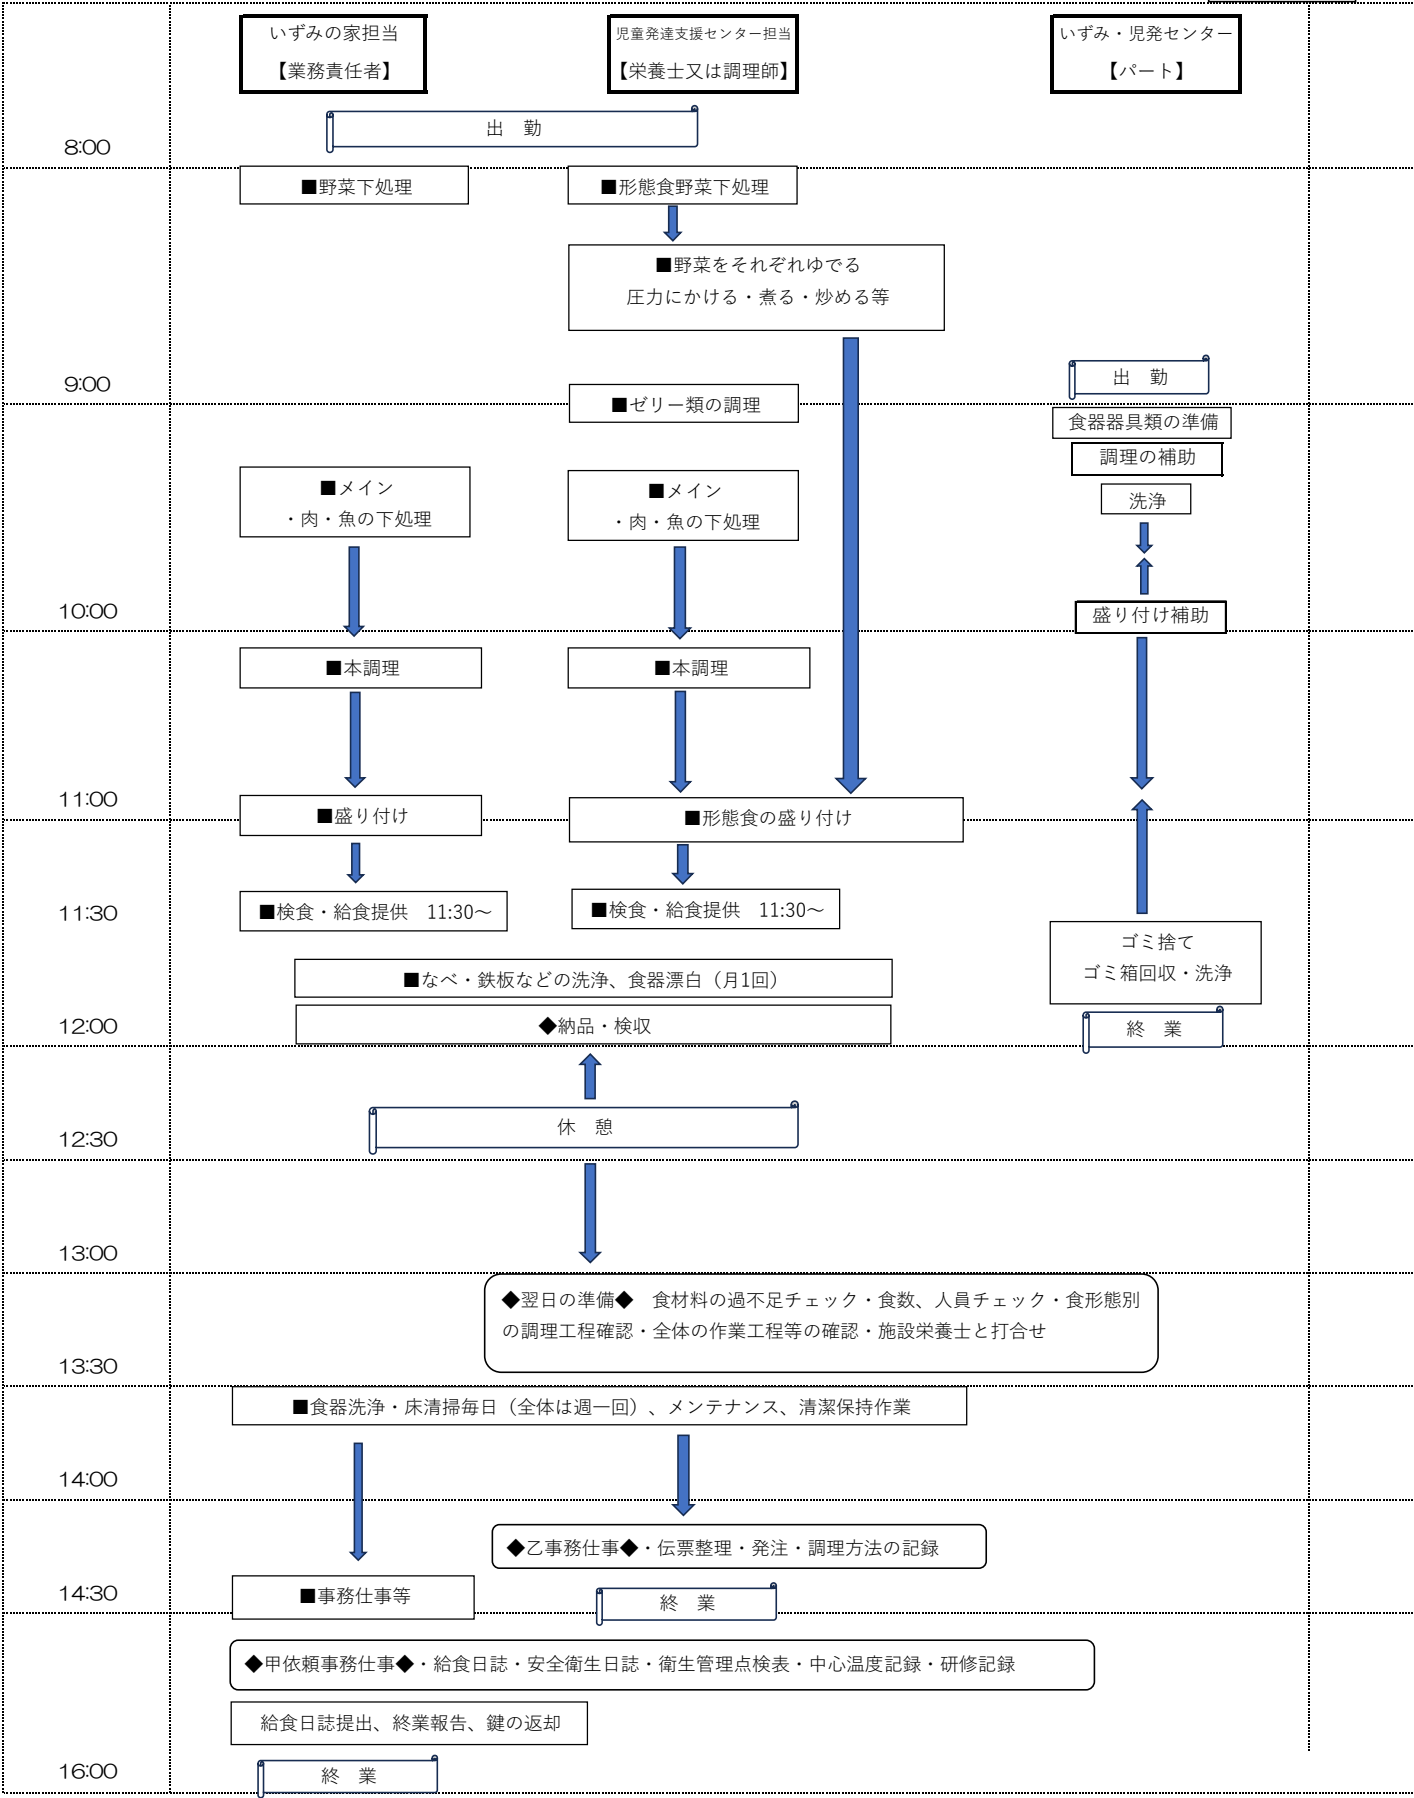 いずみの家担当
【業務責任者】
児童発達支援センター担当
【栄養士又は調理師】
いずみ・児発センター
【パート】
出　勤
8:00
■野菜下処理
■形態食野菜下処理
■野菜をそれぞれゆでる
圧力にかける・煮る・炒める等
9:00
出　勤
■ゼリー類の調理
食器器具類の準備
調理の補助
■メイン
・肉・魚の下処理
■メイン
・肉・魚の下処理
洗浄
10:00
盛り付け補助
■本調理
■本調理
11:00
■盛り付け
■形態食の盛り付け
11:30
■検食・給食提供　11:30～
■検食・給食提供　11:30～
ゴミ捨て
ゴミ箱回収・洗浄
■なべ・鉄板などの洗浄、食器漂白（月1回）
12:00
◆納品・検収
終　業
休　憩
12:30
13:00
◆翌日の準備◆　食材料の過不足チェック・食数、人員チェック・食形態別
の調理工程確認・全体の作業工程等の確認・施設栄養士と打合せ
13:30
■食器洗浄・床清掃毎日（全体は週一回）、メンテナンス、清潔保持作業
14:00
◆乙事務仕事◆・伝票整理・発注・調理方法の記録
14:30
■事務仕事等
終　業
◆甲依頼事務仕事◆・給食日誌・安全衛生日誌・衛生管理点検表・中心温度記録・研修記録
給食日誌提出、終業報告、鍵の返却
16:00
終　業